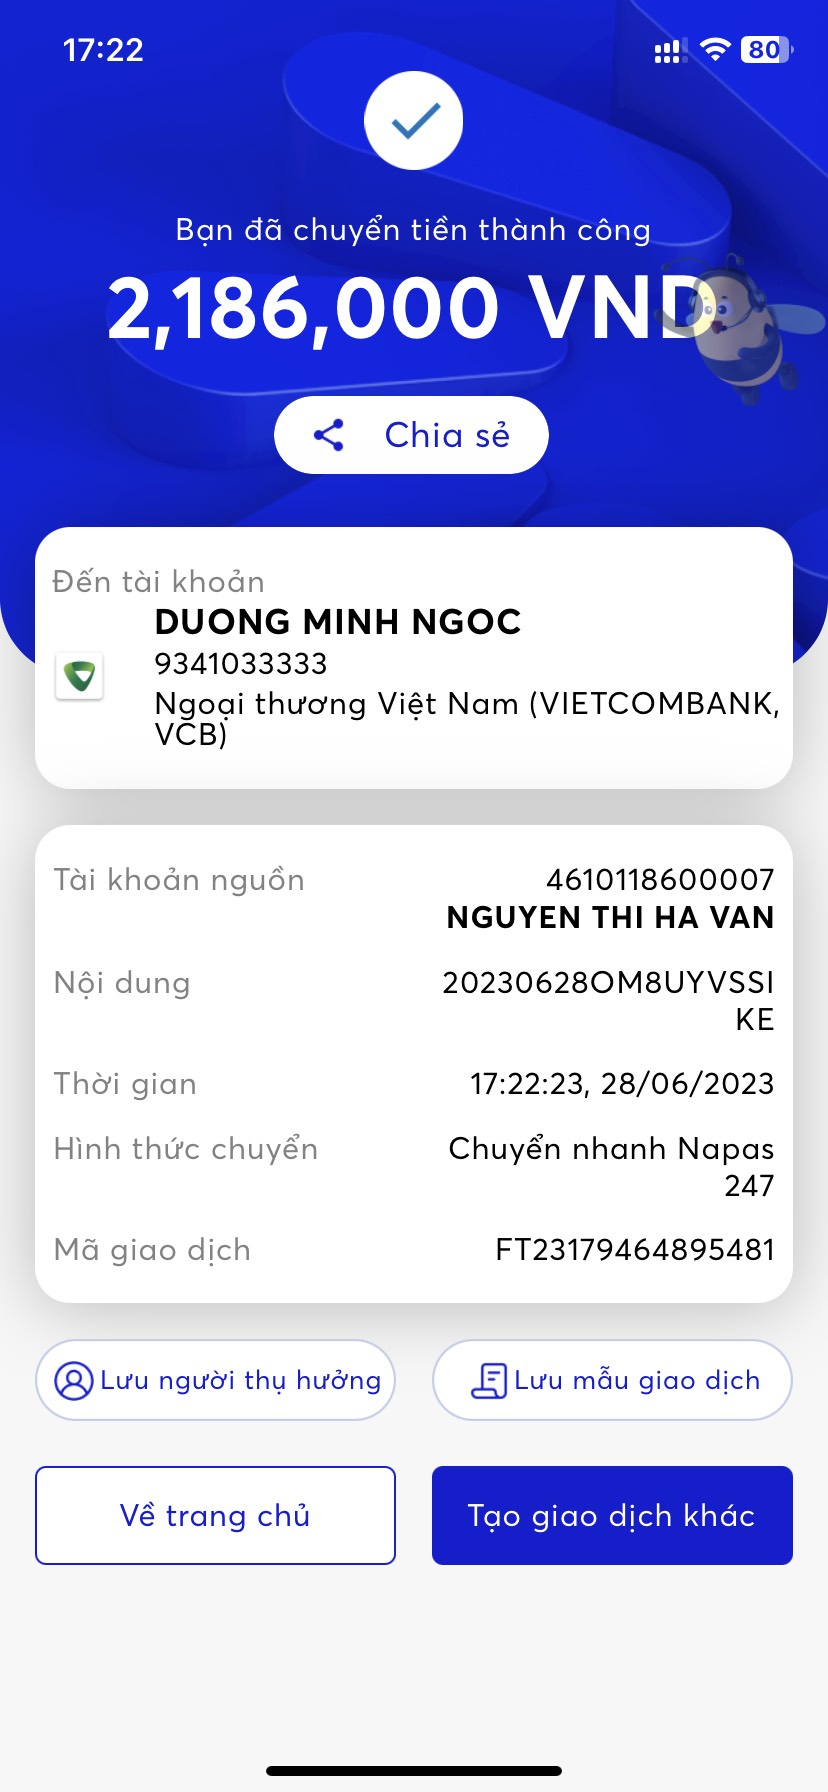 17:22
80
Bạn đã chuyển tiền thành công
2,186,000 VND
Chia sẻ
Đến tài khoản
DUONG MINH NGOC
9341033333
Ngoại thương Việt Nam (VIETCOMBANK,
VCB)
Tài khoản nguồn 4610118600007
NGUYEN THI HA VAN
Nội dung 20230628OM8UYVSSI
KE
Thời gian 17:22:23, 28/06/2023
Hình thức chuyển Chuyển nhanh Napas
247
Mã giao dịch FT23179464895481
Lưu người thụ hưởng Lưu mẫu giao dịch
Về trang chủ Tạo giao dịch khác